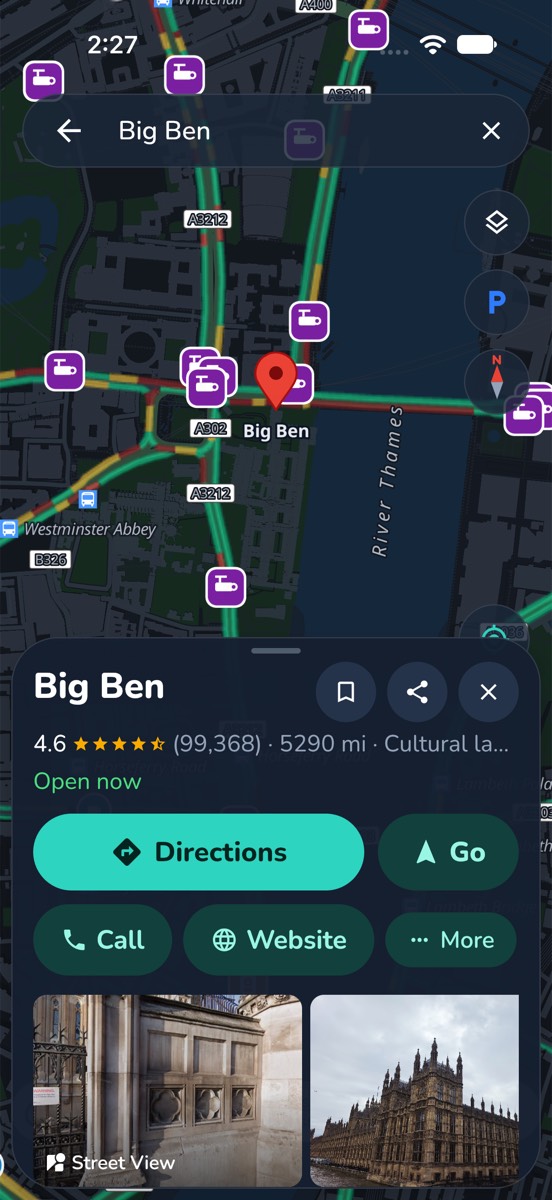 Whitehall
A400
2:27
A3211
Big Ben
A3212
P
N
A302
Big Ben
River Thames
A3212
Westminster Abbey
B326
Big Ben
4.6 (99,368) · 5290 mi · Cultural la...
Open now
Directions
Go
Call
Website
More
Street View